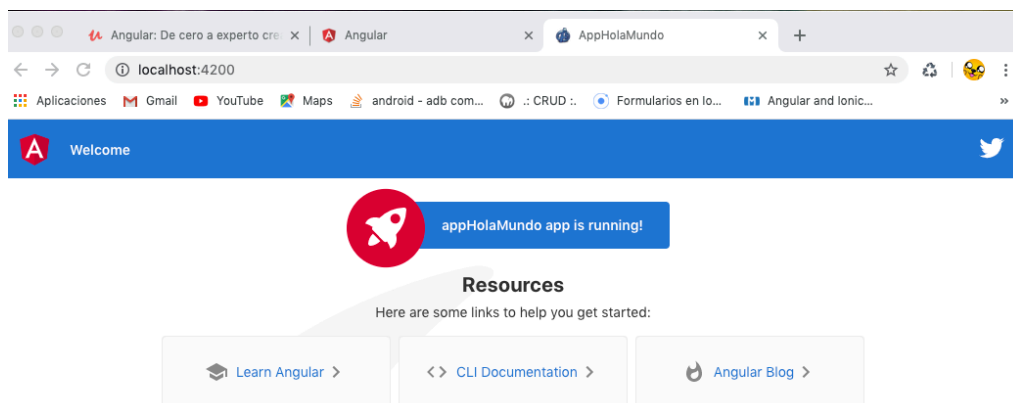 Angular: De cero a experto cre
Angular
AppHolaMundo
localhost:4200
Aplicaciones
Gmail
YouTube
Maps
android - adb com...
.: CRUD :.
Formularios en Io...
Angular and Ionic...
Welcome
appHolaMundo app is running!
Resources
Here are some links to help you get started:
Learn Angular
CLI Documentation
Angular Blog